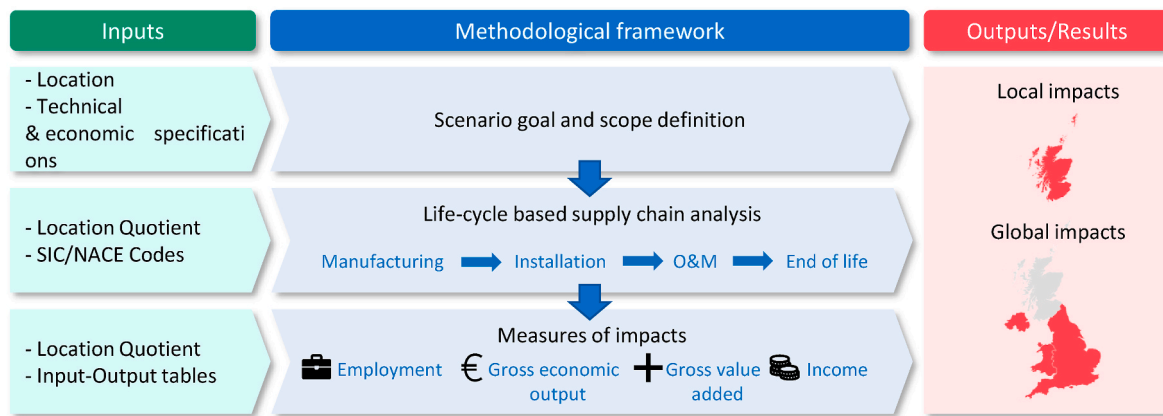 Inputs
Methodological framework
Outputs/Results
- Location
- Technical
& economic specificati
ons
Scenario goal and scope definition
Local impacts
- Location Quotient
- SIC/NACE Codes
Life-cycle based supply chain analysis
Manufacturing Installation O&M End of life
Global impacts
- Location Quotient
- Input-Output tables
Measures of impacts
Employment
€ Gross economic
output
Gross value
added
Income